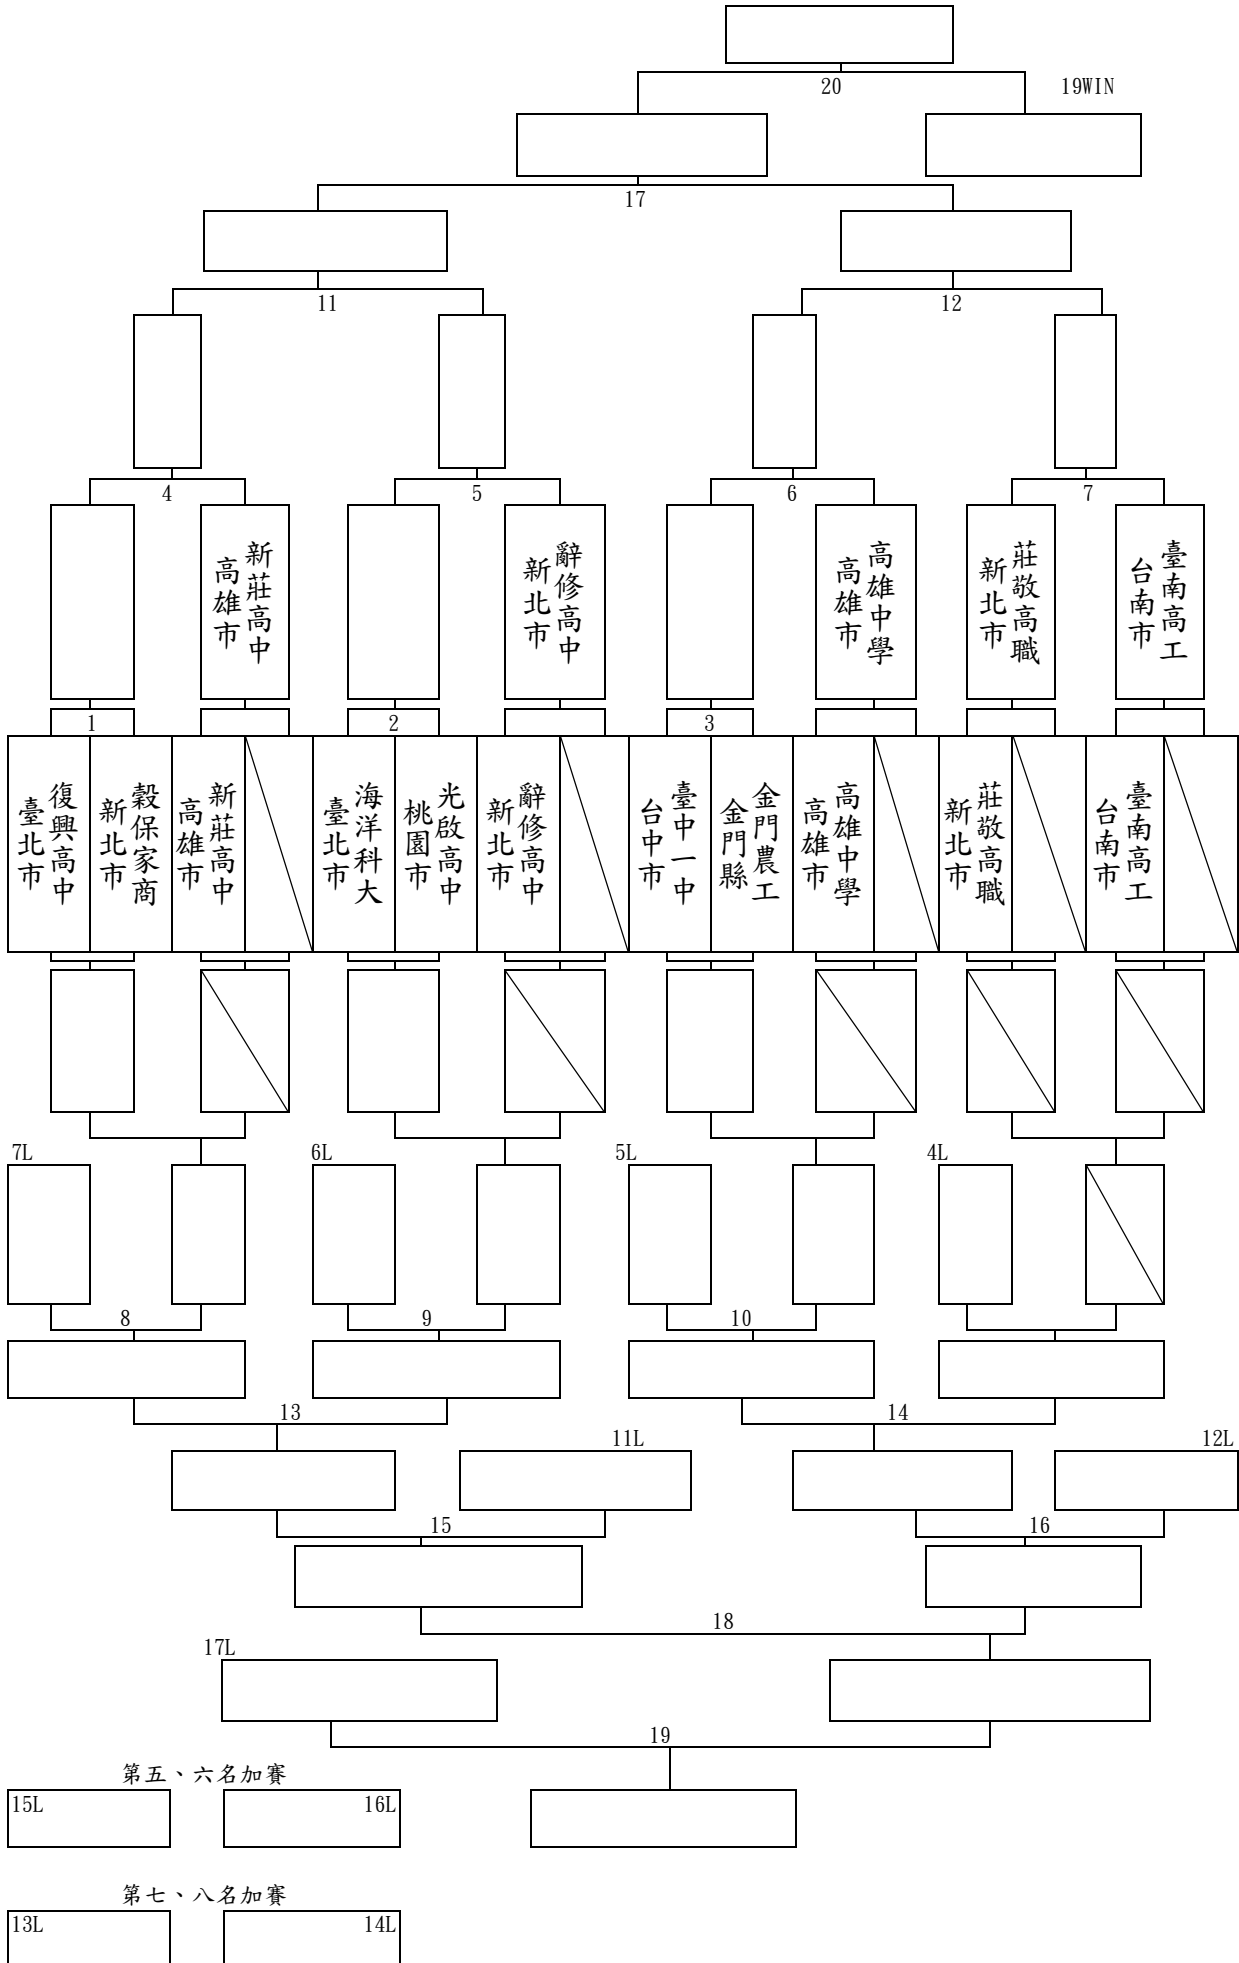 20
19WIN
17
11
12
4
5
6
7
新莊高中
高雄市
辭修高中
新北市
高雄中學
高雄市
莊敬高職
新北市
臺南高工
台南市
1
2
3
復興高中
臺北市
穀保家商
新北市
新莊高中
高雄市
海洋科大
臺北市
光啟高中
桃園市
辭修高中
新北市
臺中一中
台中市
金門農工
金門縣
高雄中學
高雄市
莊敬高職
新北市
臺南高工
台南市
7L
6L
5L
4L
8
9
10
13
14
11L
12L
15
16
18
17L
19
第五、六名加賽
15L
16L
第七、八名加賽
13L
14L